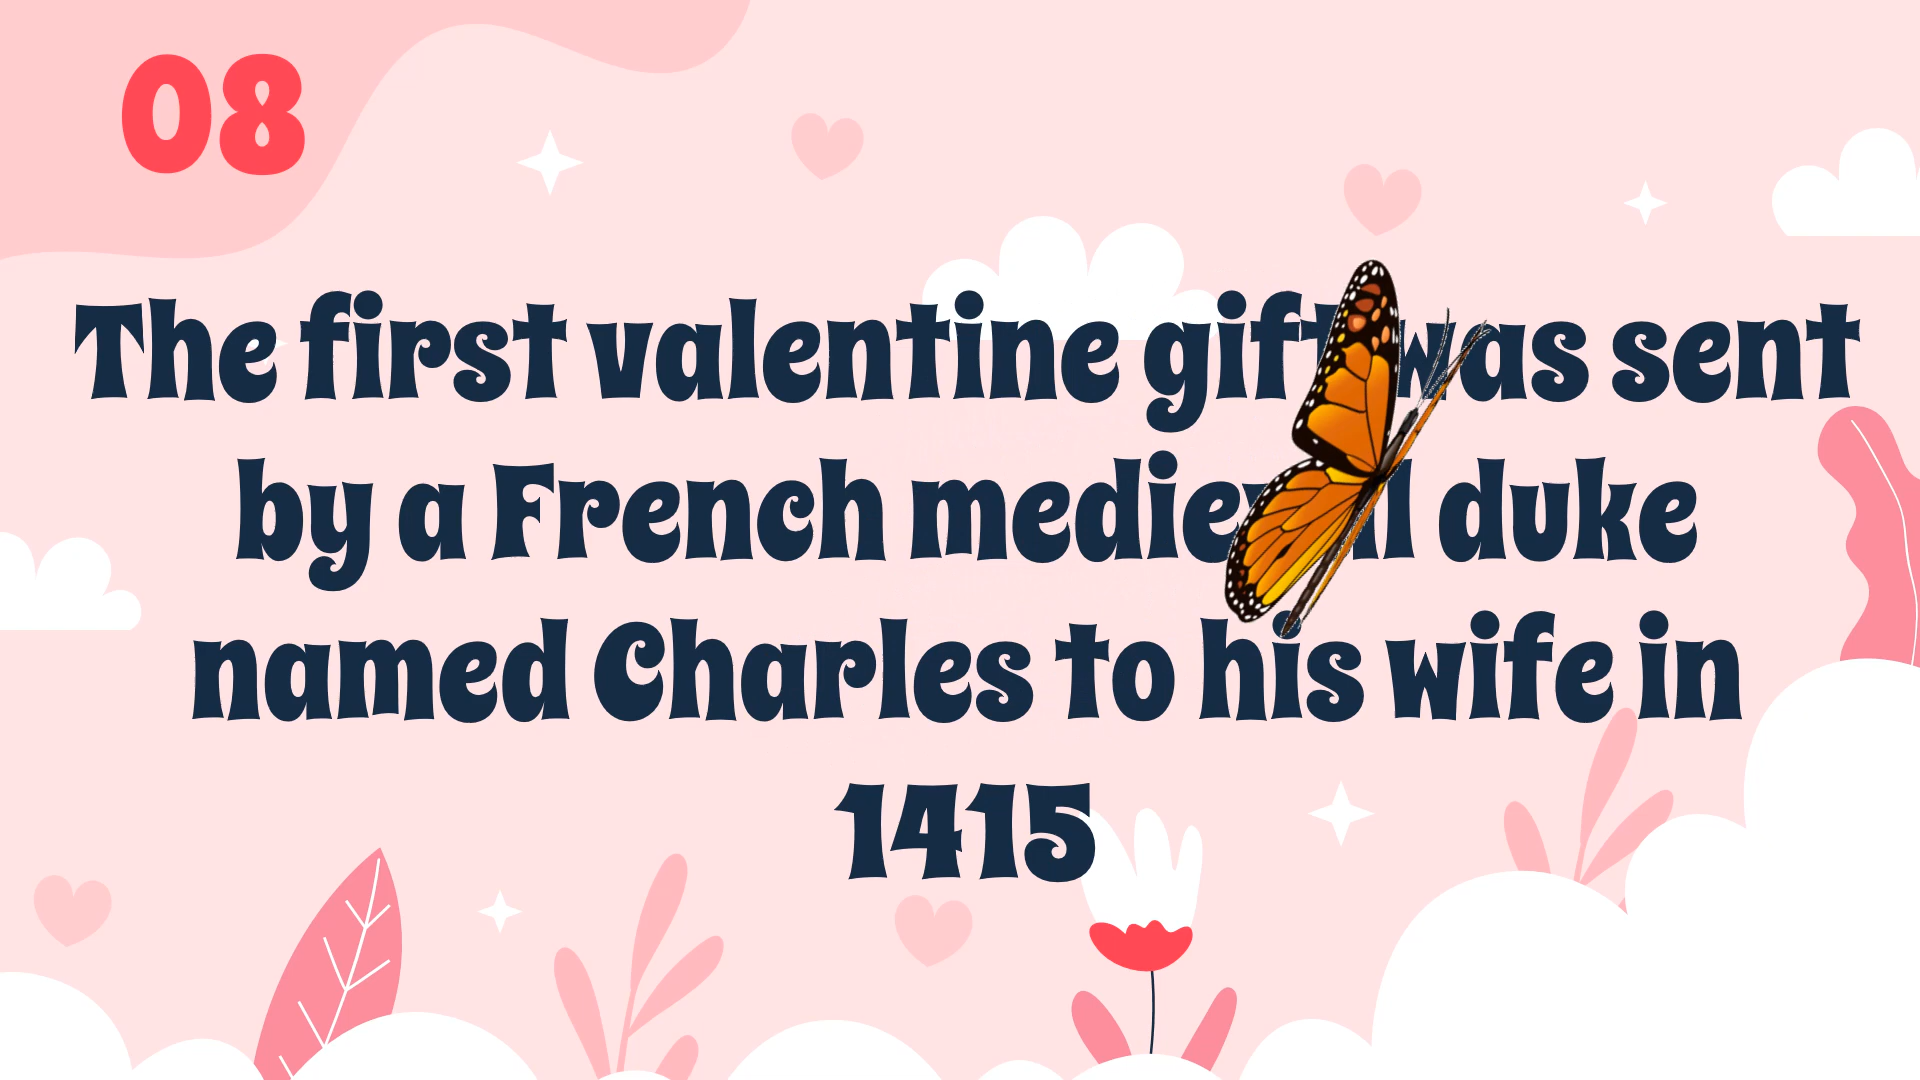 08
The first valentine gift was sent
by a French medieval duke
named Charles to his wife in
1415